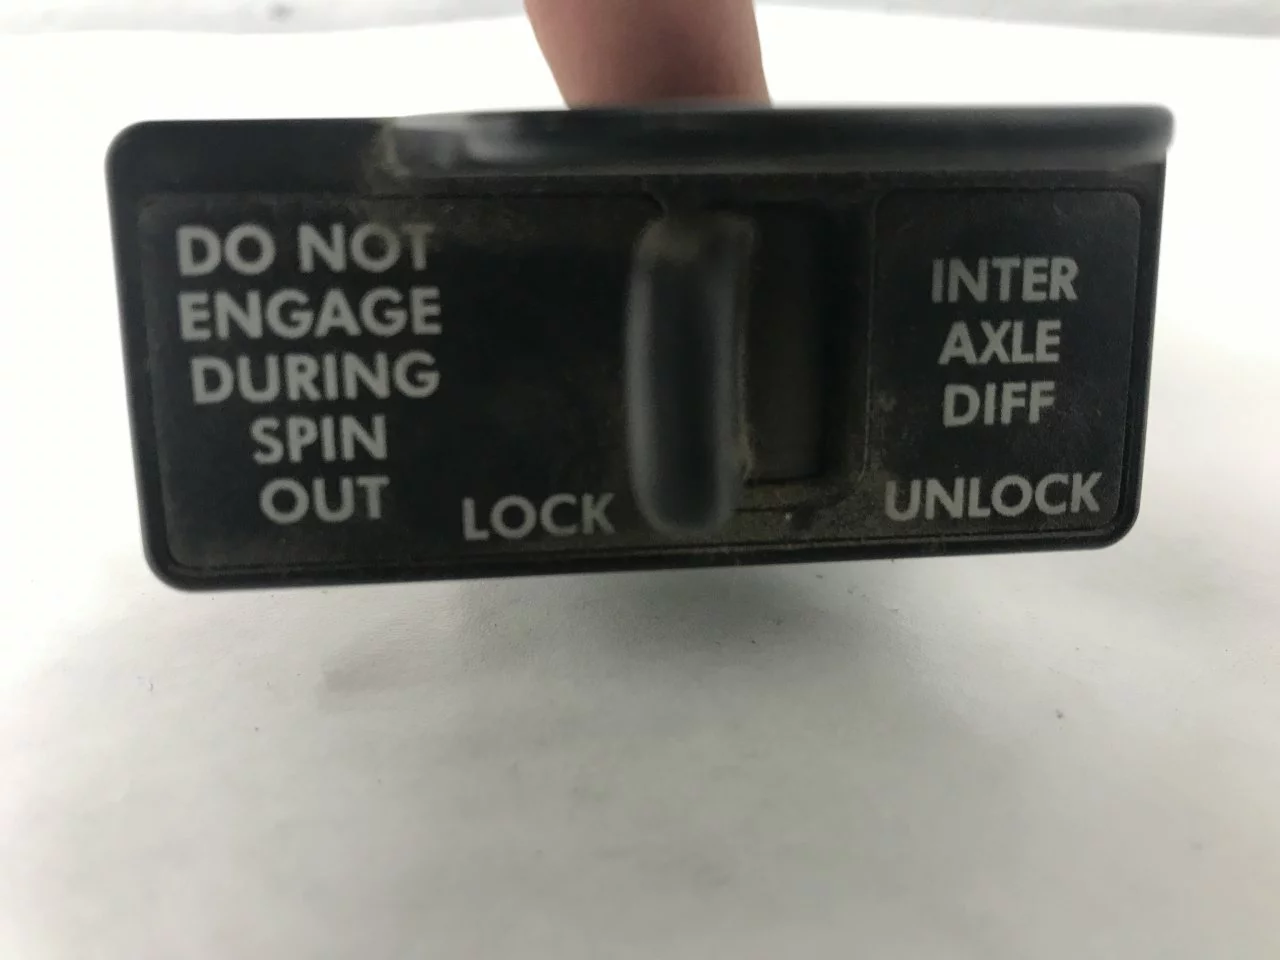 DO NOT
ENGAGE
DURING
SPIN
OUT
LOCK
INTER
AXLE
DIFF
UNLOCK